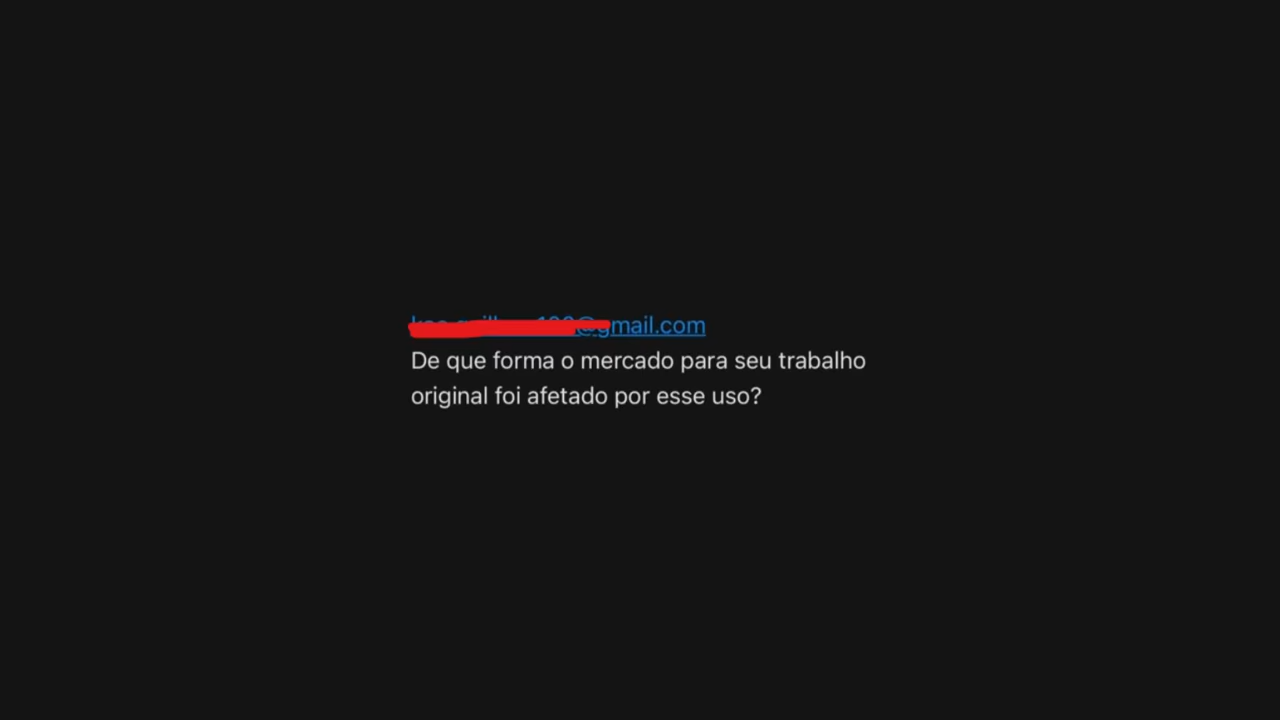 @gmail.com
De que forma o mercado para seu trabalho
original foi afetado por esse uso?